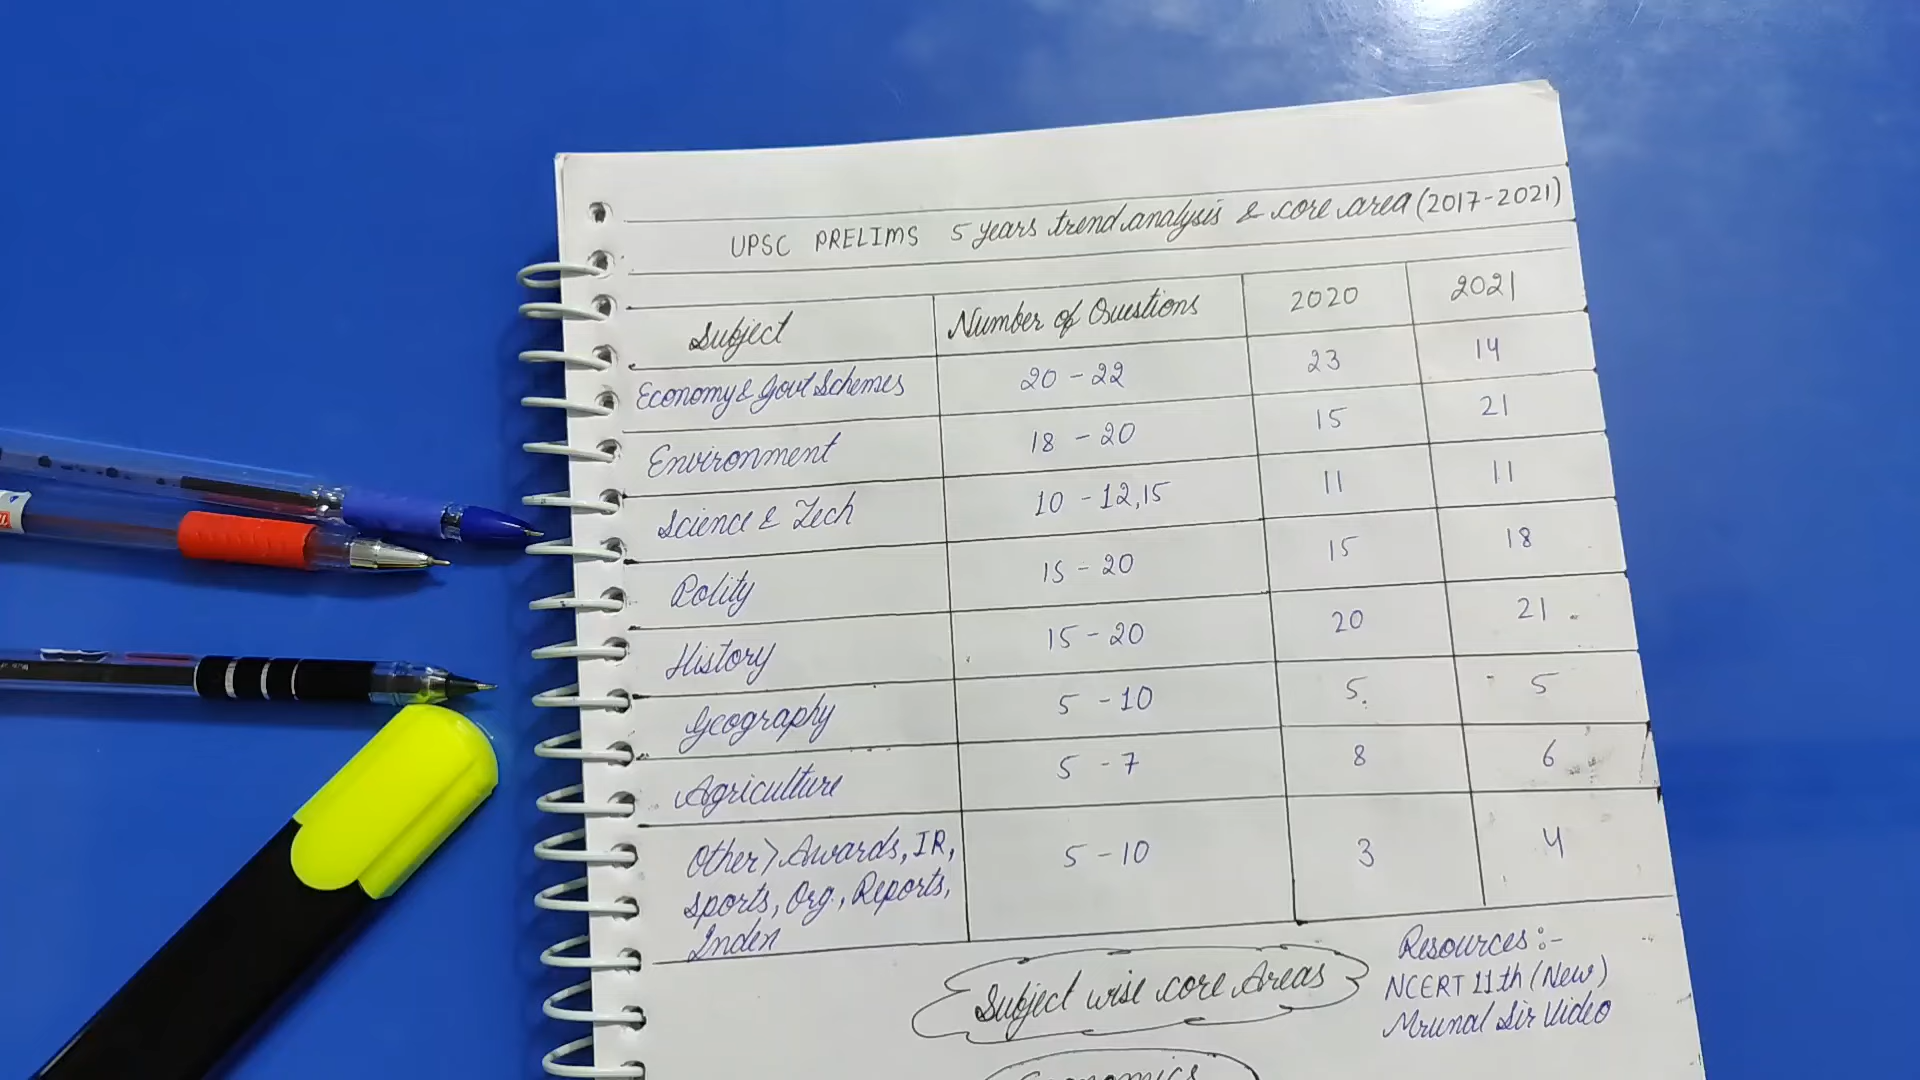 UPSC PRELIMS 5 years trend analysis & core area (2017-2021)
Subject Number of Questions 2020 2021
Economy & Govt Schemes 20 - 22 23 14
Environment 18 - 20 15 21
Science & Tech 10 - 12,15 11 11
Polity 15 - 20 15 18
History 15 - 20 20 21
Geography 5 - 10 5 5
Agriculture 5 - 7 8 6
Other > Awards, IR, 5 - 10 3 4
Sports, Org., Reports,
Index
Subject wise core Areas
Resources :-
NCERT 11th (New)
Mrunal Sir Video
Economics